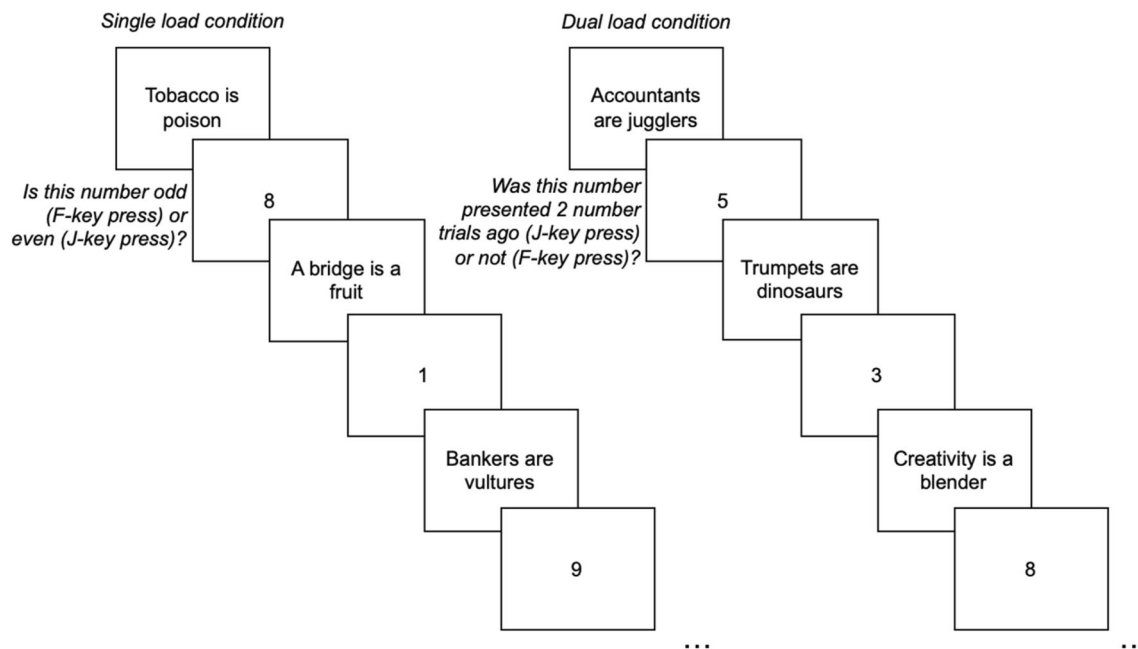 Single load condition
Tobacco is
poison
Is this number odd
(F-key press) or
even (J-key press)?
8
A bridge is a
fruit
1
Bankers are
vultures
9
...
Dual load condition
Accountants
are jugglers
Was this number
presented 2 number
trials ago (J-key press)
or not (F-key press)?
5
Trumpets are
dinosaurs
3
Creativity is a
blender
8
..